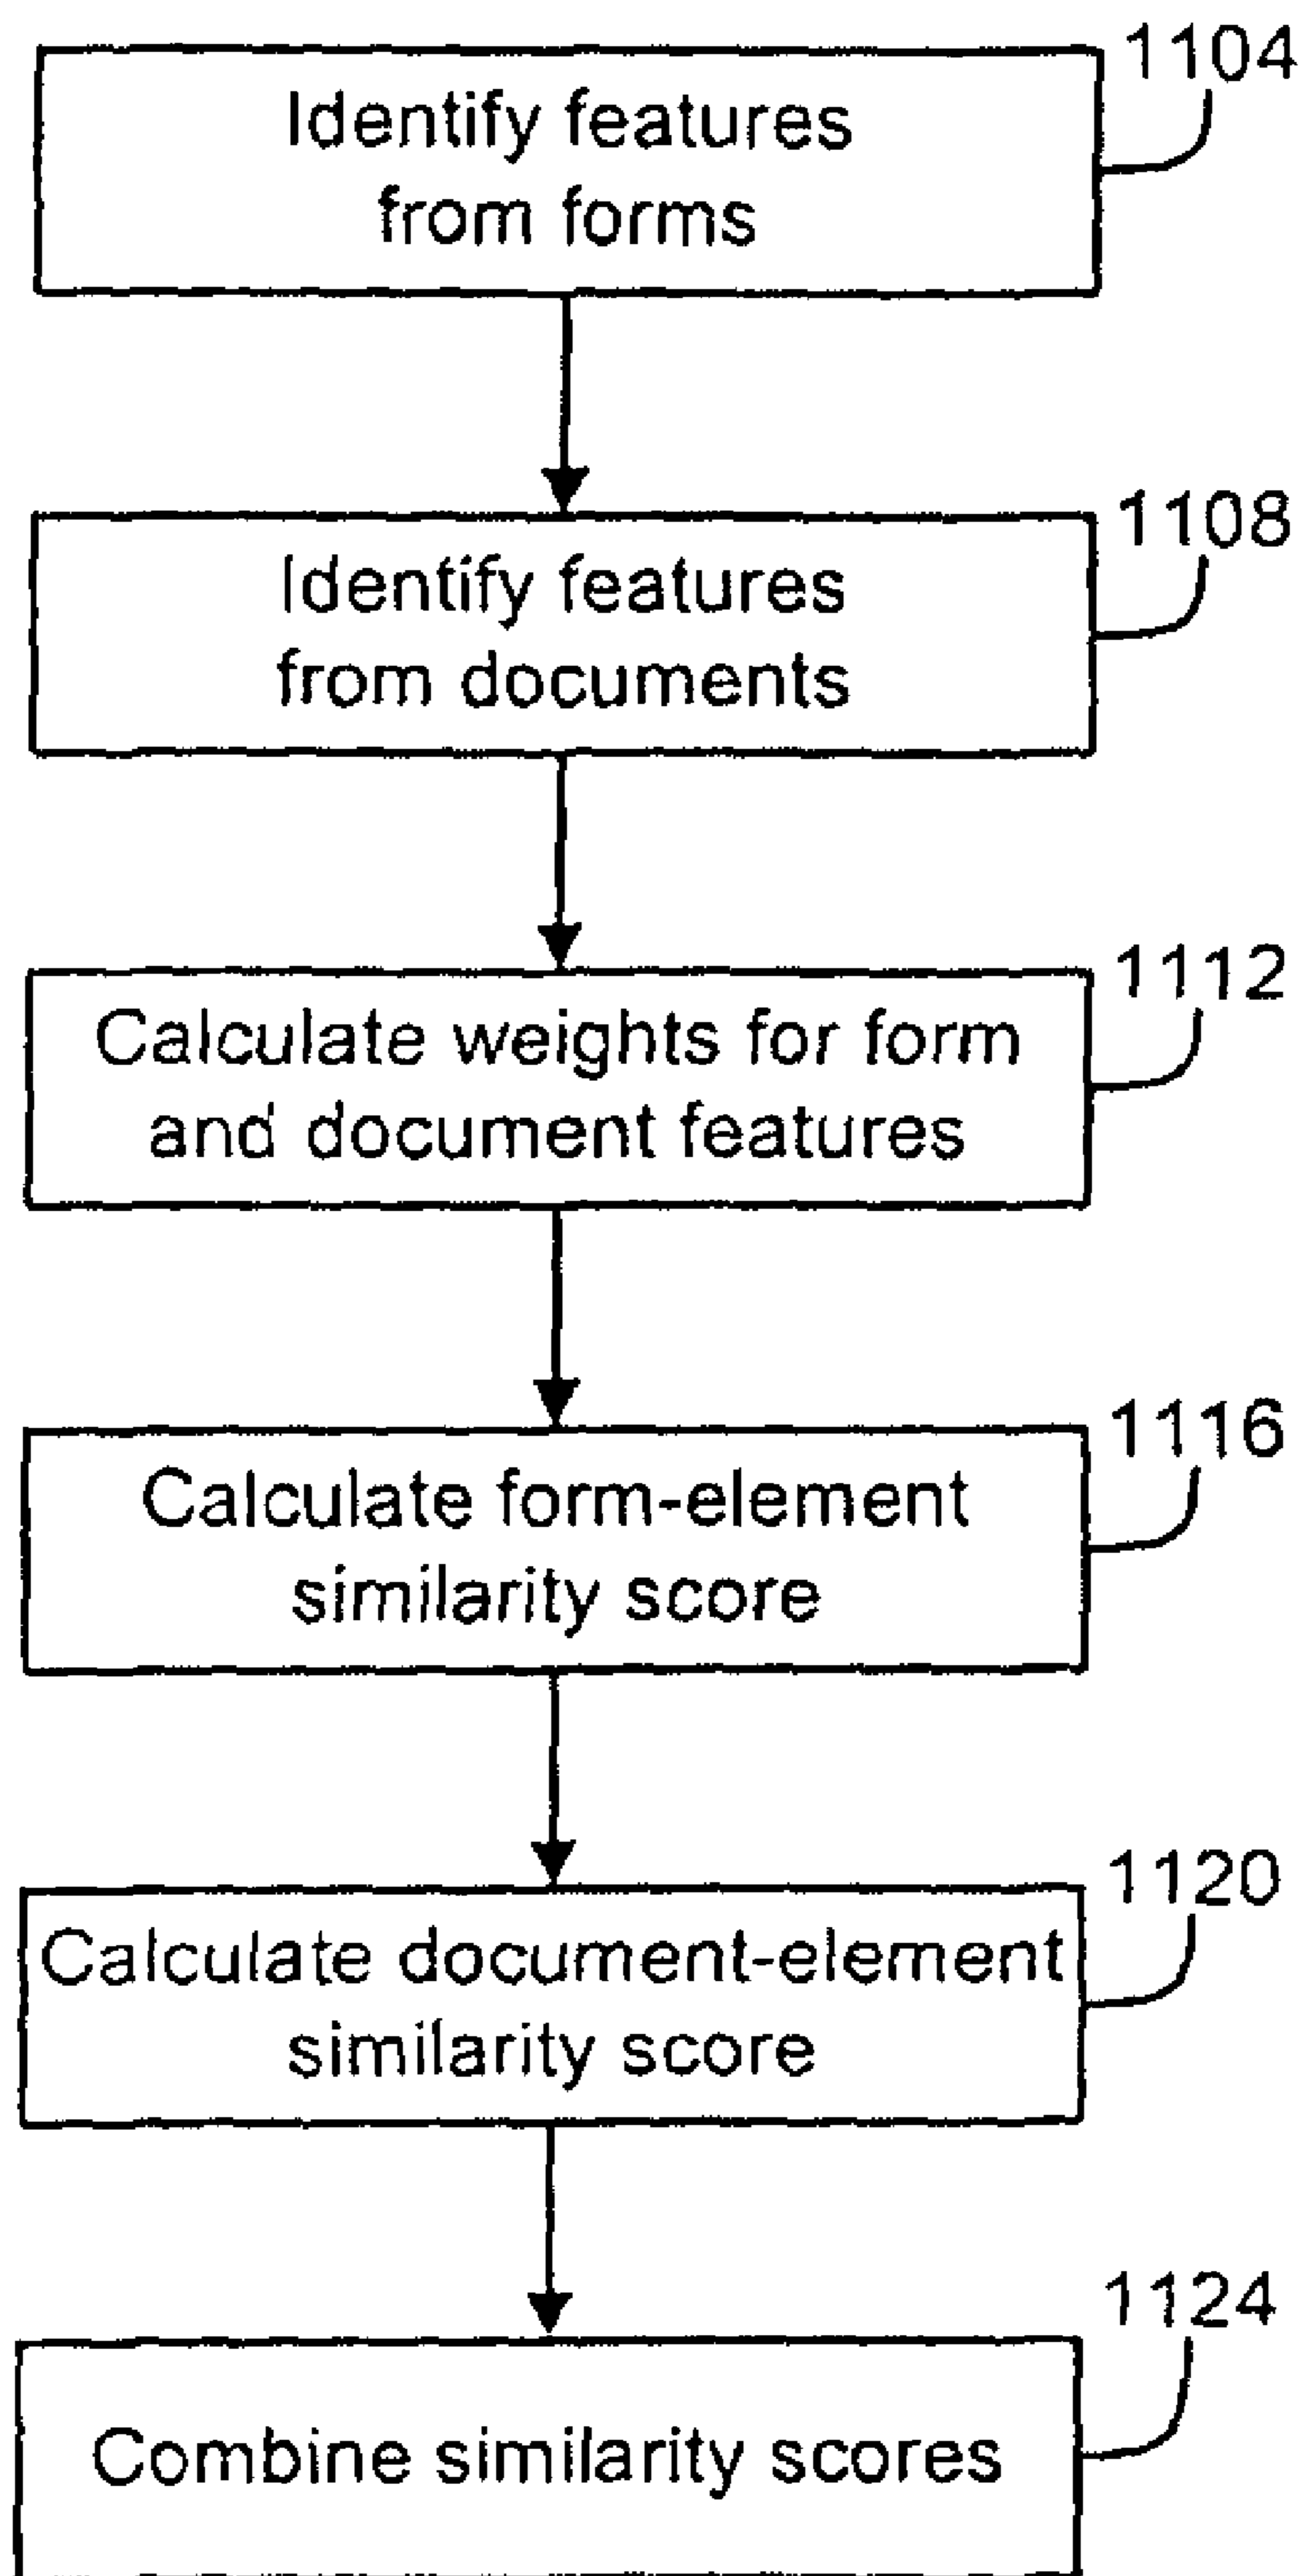 1104
Identify features
from forms
1108
Identify features
from documents
1112
Calculate weights for form
and document features
1116
Calculate form-element
similarity score
1120
Calculate document-element
similarity score
1124
Combine similarity scores